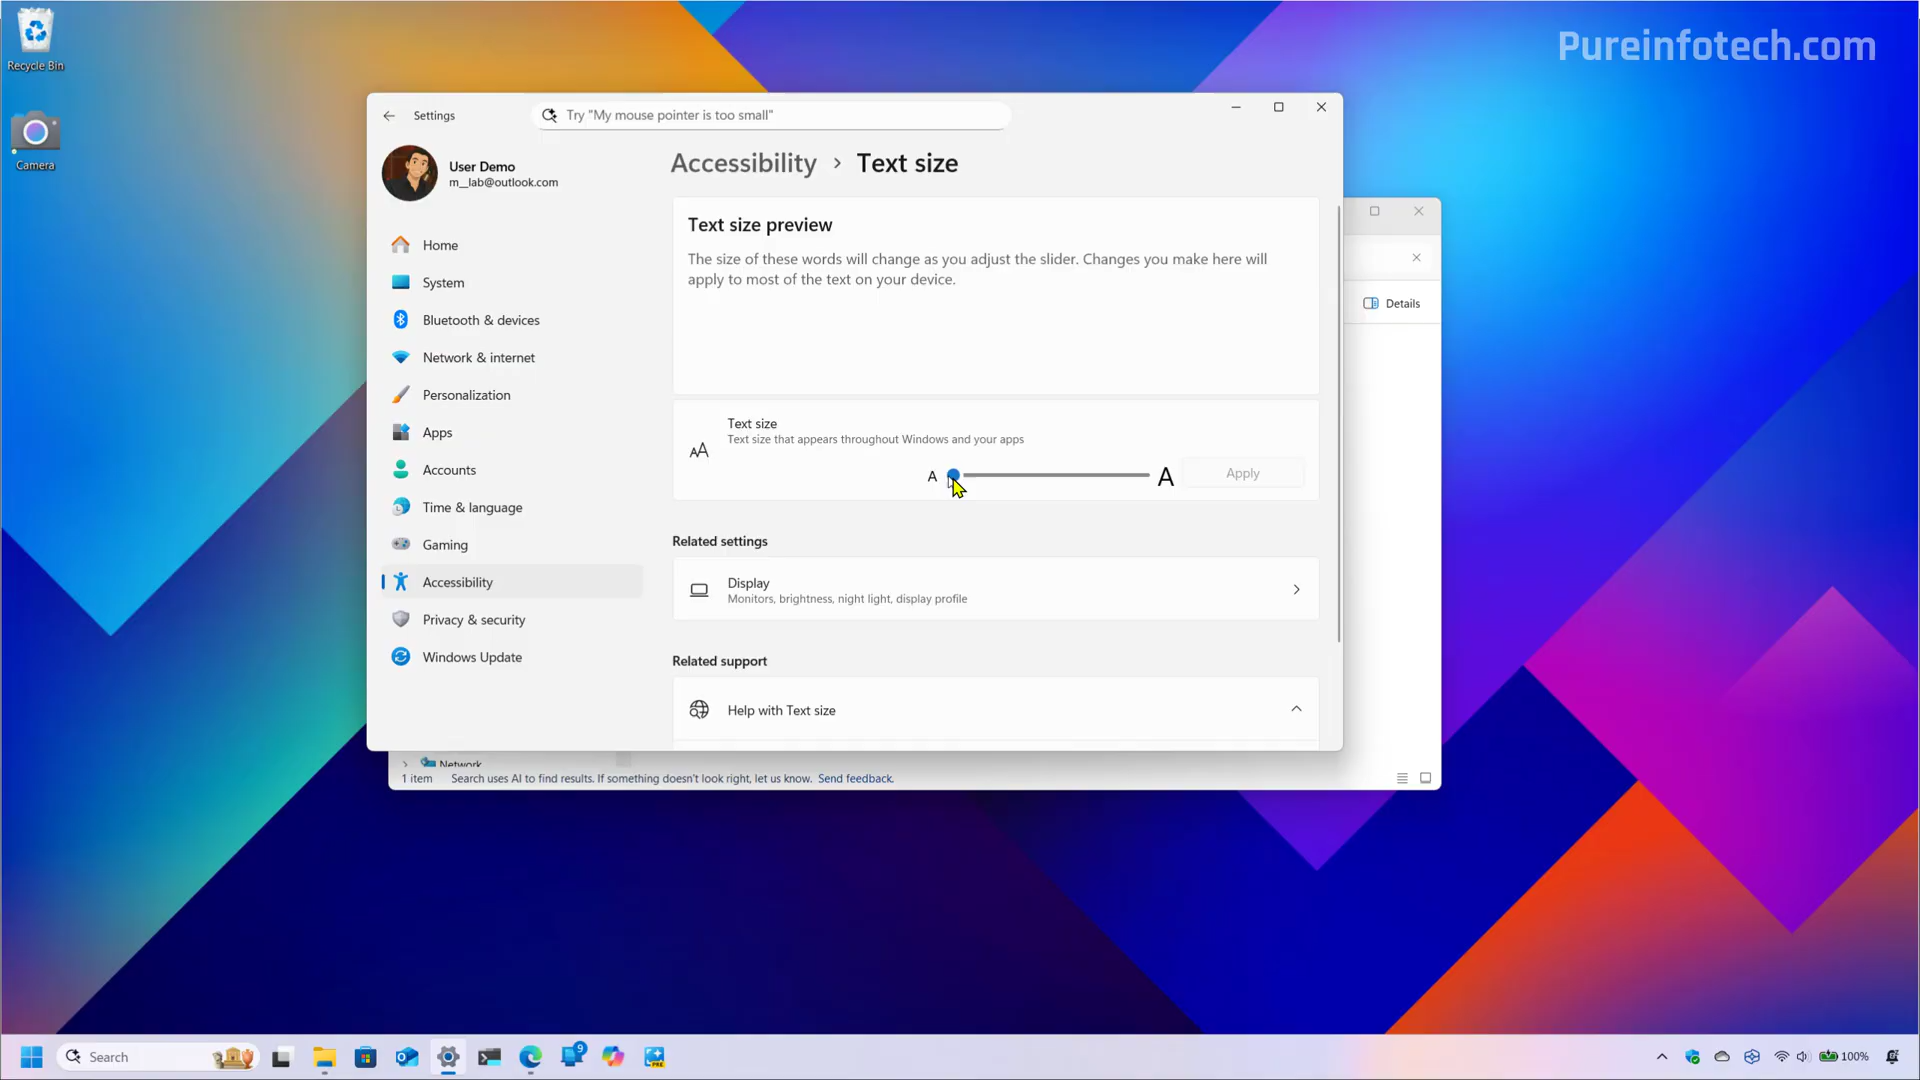 Pureinfotech.com
Recycle Bin
Camera
Settings
Try "My mouse pointer is too small"
User Demo
m__lab@outlook.com
Home
System
Bluetooth & devices
Network & internet
Personalization
Apps
Accounts
Time & language
Gaming
Accessibility
Privacy & security
Windows Update
Accessibility > Text size
Text size preview
The size of these words will change as you adjust the slider. Changes you make here will
apply to most of the text on your device.
AA
Text size
Text size that appears throughout Windows and your apps
A A Apply
Related settings
Display
Monitors, brightness, night light, display profile
Related support
Help with Text size
Details
Network
1 item Search uses AI to find results. If something doesn't look right, let us know. Send feedback.
Search
9
PRE
100%